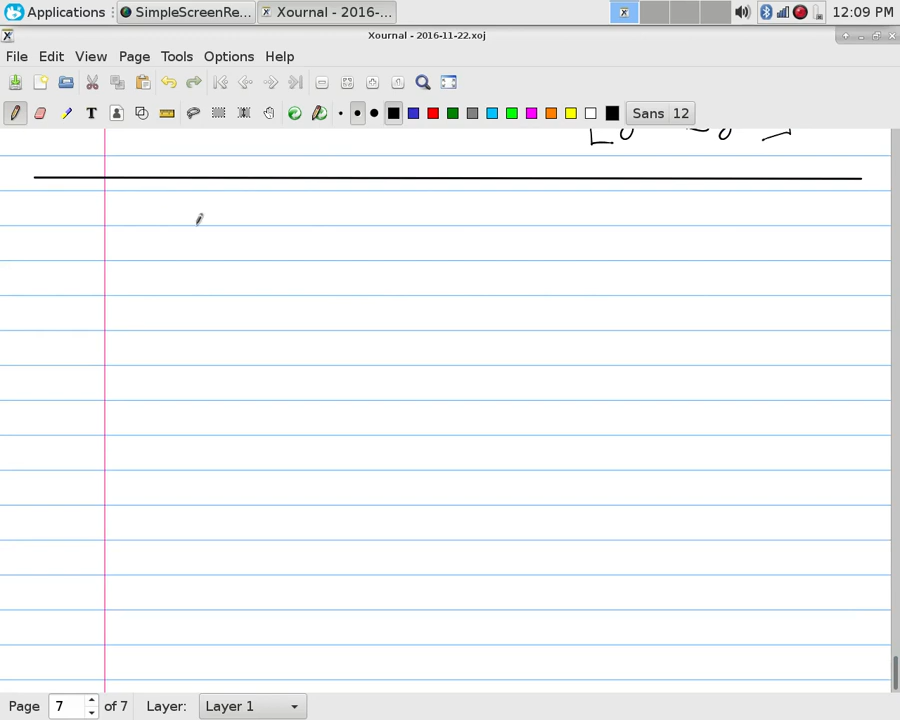 Applications SimpleScreenRe... Xournal - 2016-... 12:09 PM
Xournal - 2016-11-22.xoj
File Edit View Page Tools Options Help
T Sans 12
Page 7 of 7 Layer: Layer 1